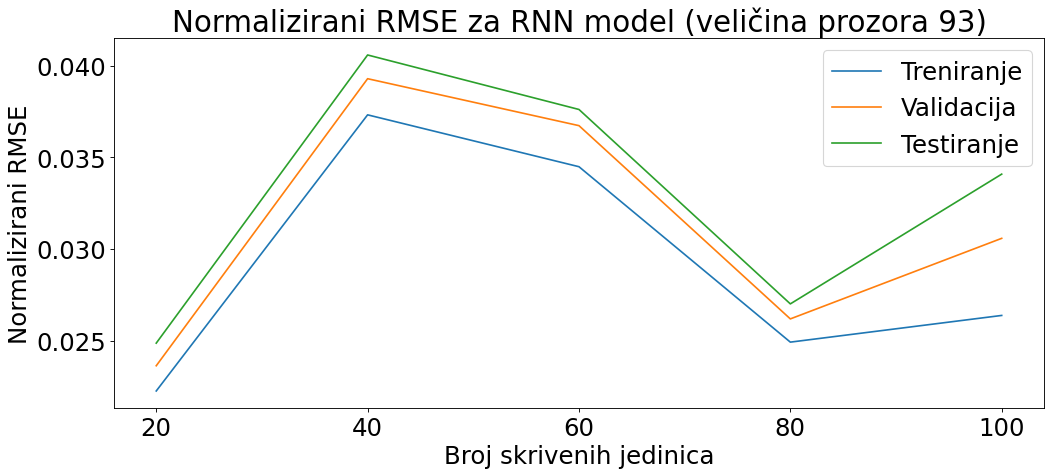 Normalizirani RMSE za RNN model (veličina prozora 93)
Treniranje
Validacija
Testiranje
Normalizirani RMSE
0.040
0.035
0.030
0.025
20 40 60 80 100
Broj skrivenih jedinica